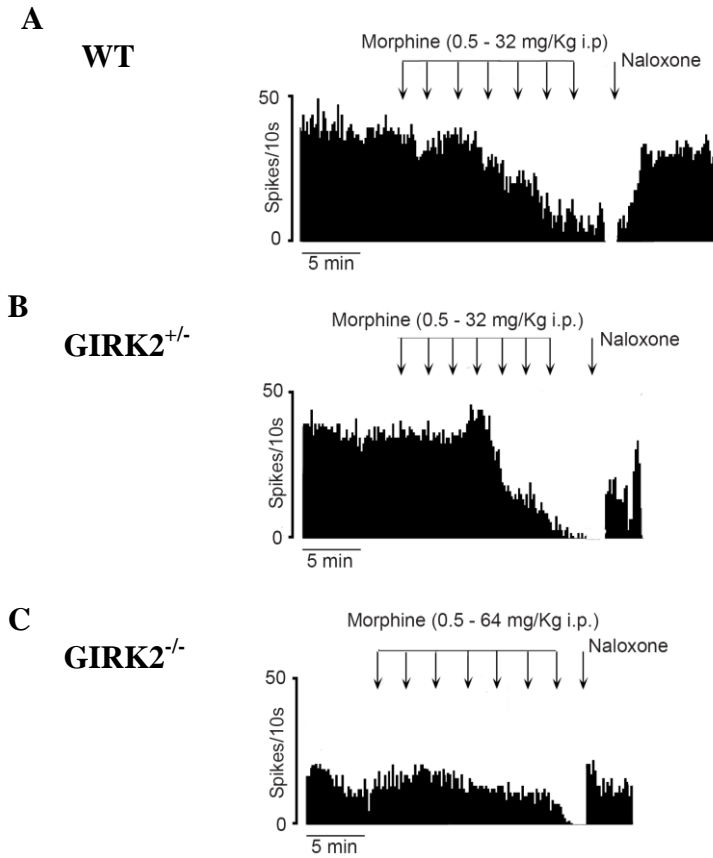 A
WT
Morphine (0.5 - 32 mg/Kg i.p)
Naloxone
50
Spikes/10s
0
5 min
B
GIRK2+/-
Morphine (0.5 - 32 mg/Kg i.p.)
Naloxone
50
Spikes/10s
0
5 min
C
GIRK2-/-
Morphine (0.5 - 64 mg/Kg i.p.)
Naloxone
50
Spikes/10s
0
5 min